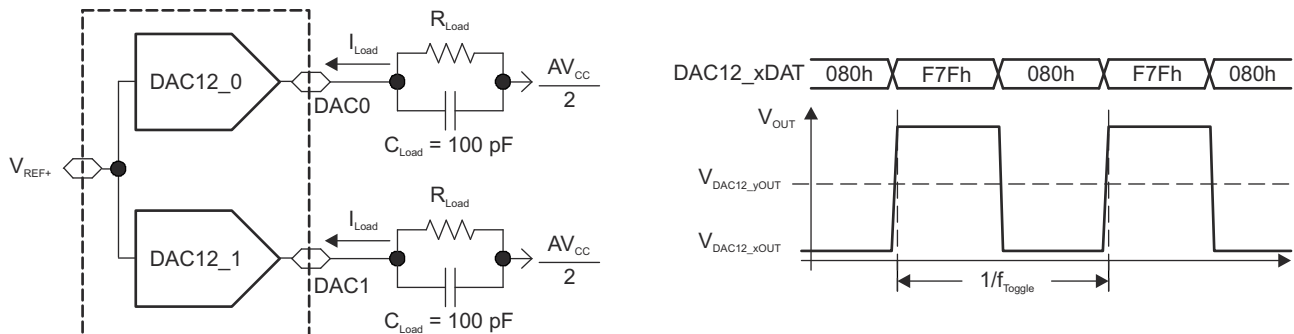 R_Load
I_Load
AV_CC
2
DAC12_0
DAC0
C_Load = 100 pF
V_REF+
R_Load
I_Load
AV_CC
2
DAC12_1
DAC1
C_Load = 100 pF
DAC12_xDAT 080h F7Fh 080h F7Fh 080h
V_OUT
V_DAC12_yOUT
V_DAC12_xOUT
1/f_Toggle